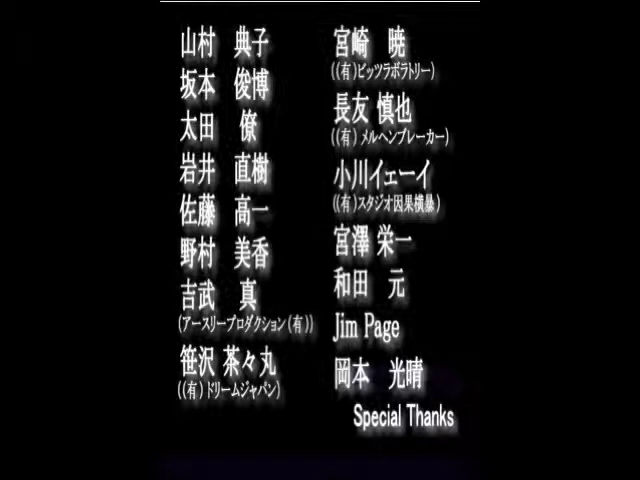 山村 典子
坂本 俊博
太田 僚
岩井 直樹
佐藤 高一
野村 美香
吉武 真
(アースリープロダクション(有))
笹沢 茶々丸
((有)ドリームジャパン)
宮崎 暁
((有)ビッツラボラトリー)
長友 慎也
((有)メルヘンブレーカー)
小川イェーイ
((有)スタジオ因果横暴)
宮澤 栄一
和田 元
Jim Page
岡本 光晴
Special Thanks